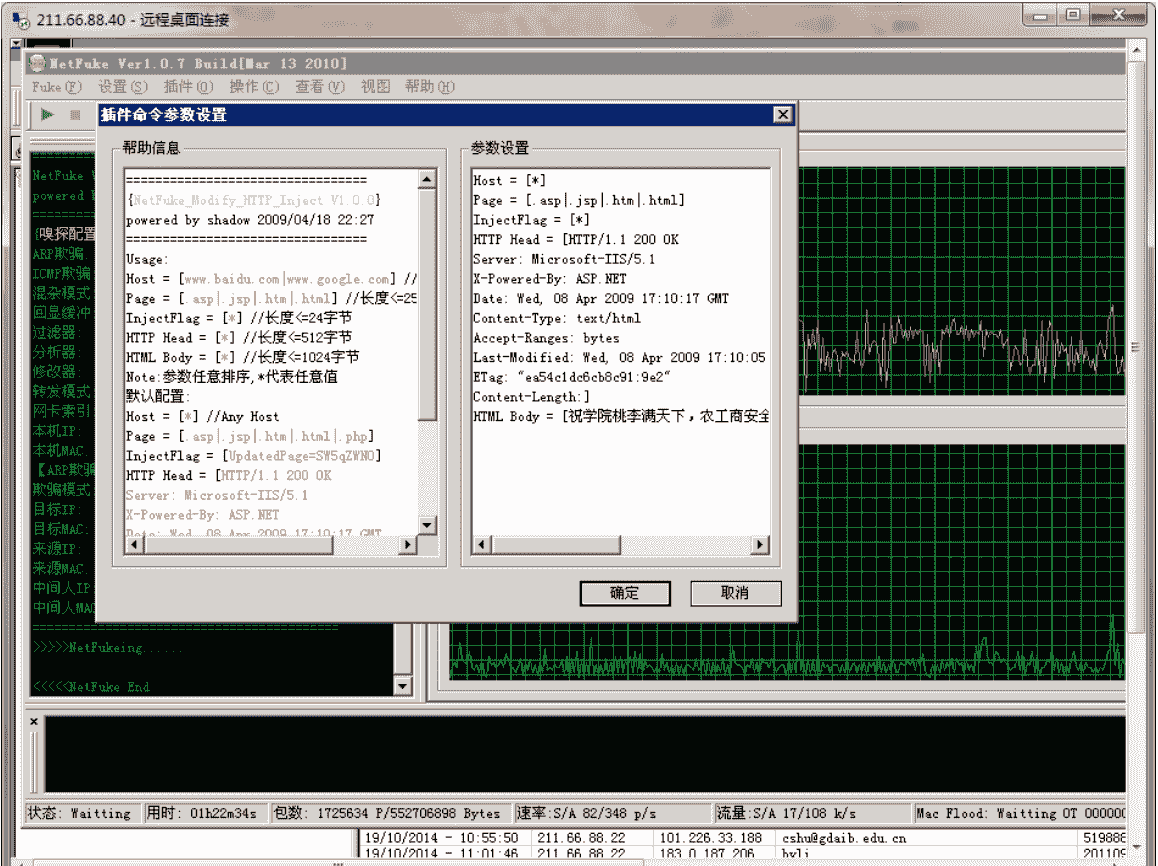 211.66.88.40 - 远程桌面连接
NetFuke Ver1.0.7 Build[Mar 13 2010]
Fuke(F) 设置(S) 插件(O) 操作(C) 查看(V) 视图 帮助(H)
插件命令参数设置
帮助信息
==============================
{NetFuke_Modify_HTTP_Inject V1.0.0}
powered by shadow 2009/04/18 22:27
==============================
Usage:
Host = [www.baidu.com|www.google.com] //
Page = [.asp|.jsp|.htm|.html] //长度<=25
InjectFlag = [*] //长度<=24字节
HTTP Head = [*] //长度<=512字节
HTML Body = [*] //长度<=1024字节
Note:参数任意排序,*代表任意值
默认配置:
Host = [*] //Any Host
Page = [.asp|.jsp|.htm|.html|.php]
InjectFlag = [UpdatedPage=SW5qZWN0]
HTTP Head = [HTTP/1.1 200 OK
Server: Microsoft-IIS/5.1
X-Powered-By: ASP.NET
Date: Wed, 08 Apr 2009 17:10:17 GMT
参数设置
Host = [*]
Page = [.asp|.jsp|.htm|.html]
InjectFlag = [*]
HTTP Head = [HTTP/1.1 200 OK
Server: Microsoft-IIS/5.1
X-Powered-By: ASP.NET
Date: Wed, 08 Apr 2009 17:10:17 GMT
Content-Type: text/html
Accept-Ranges: bytes
Last-Modified: Wed, 08 Apr 2009 17:10:05
ETag: "ea54c1dc6cb8c91:9e2"
Content-Length:]
HTML Body = [祝学院桃李满天下，农工商安全
确定
取消
NetFuke
powered
[嗅探配置
ARP欺骗
ICMP欺骗
混杂模式
回显缓冲
过滤器:
分析器:
修改器:
转发模式
网卡索引
本机IP:
本机MAC:
【ARP欺骗
欺骗模式
目标IP:
目标MAC:
来源IP:
来源MAC:
中间人IP
中间人MAC
>>>>>NetFukeing......
<<<<<NetFuke End
状态: Waitting 用时: 01h22m34s 包数: 1725634 P/552706898 Bytes 速率:S/A 82/348 p/s 流量:S/A 17/108 k/s Mac Flood: Waitting OT 000000
19/10/2014 - 10:55:50 211.66.88.22 101.226.33.188 cshu@gdaib.edu.cn 519888
19/10/2014 - 11:01:46 211.66.88.22 183.0.187.206 byli 201109